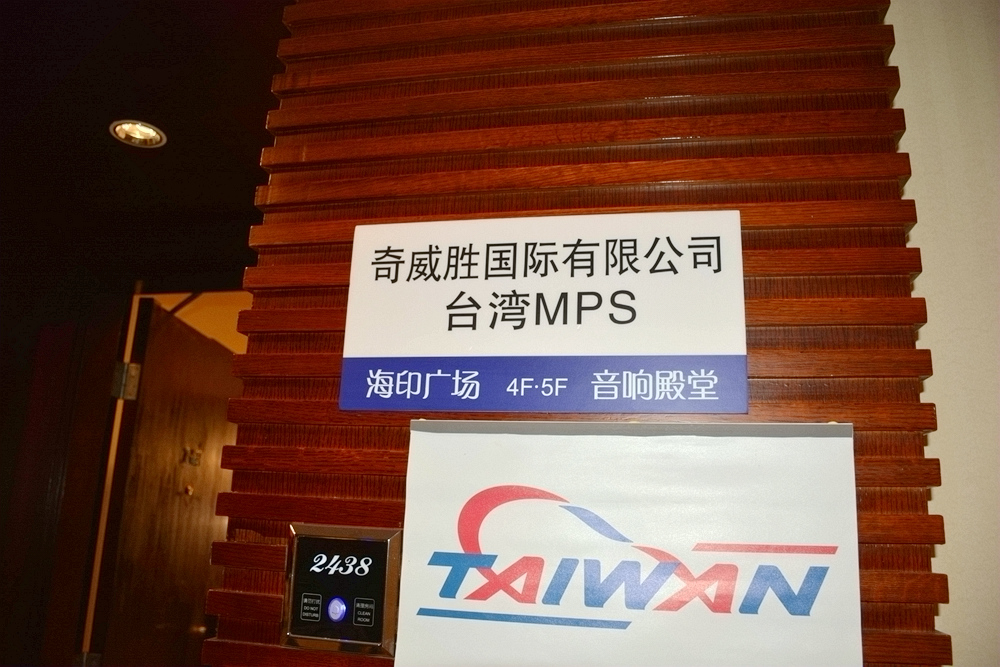 奇威胜国际有限公司
台湾MPS
海印广场 4F·5F 音响殿堂
TAIWAN
2438
DO NOT DISTURB
CLEAN ROOM